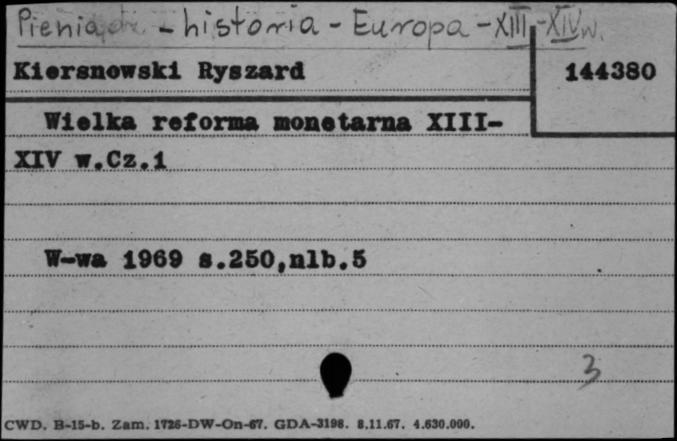 Pieniądz - historia - Europa - XIII - XIV w.
Kiersnowski Ryszard
144380
Wielka reforma monetarna XIII-
XIV w.Cz.1
W-wa 1969 s.250,nlb.5
3
CWD. B-15-b. Zam. 1726-DW-On-67. GDA-3198. 8.11.67. 4.630.000.